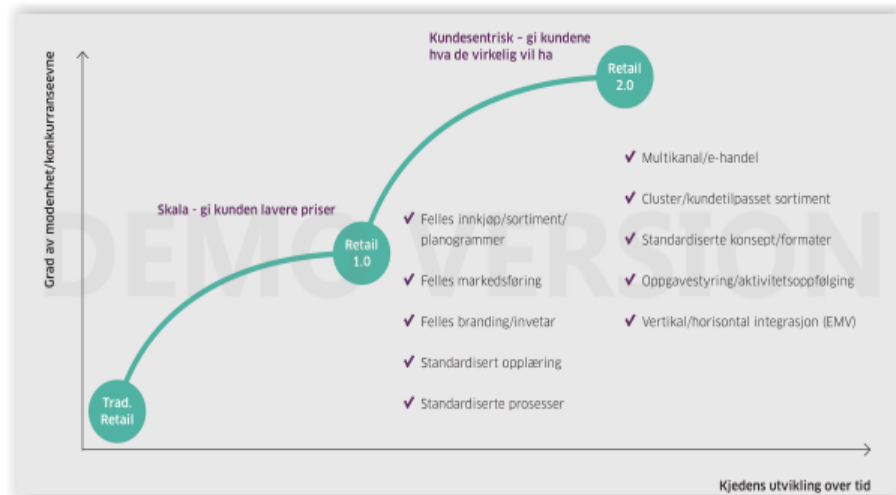 Kundesentrisk – gi kundene
hva de virkelig vil ha
Retail
2.0
Grad av modenhet/konkurranseevne
Multikanal/e-handel
Skala - gi kunden lavere priser
Cluster/kundetilpasset sortiment
Felles innkjøp/sortiment/
planogrammer
Retail
1.0
Standardiserte konsept/formater
Felles markedsføring
Oppgavestyring/aktivitetsoppfølging
Felles branding/invetar
Vertikal/horisontal integrasjon (EMV)
Standardisert opplæring
Standardiserte prosesser
Trad.
Retail
Kjedens utvikling over tid
DEMO VERSION